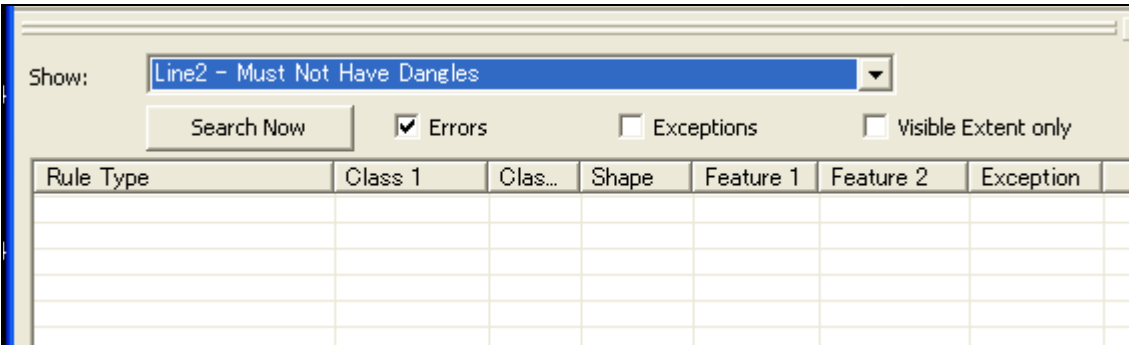 Show: Line2 - Must Not Have Dangles
Search Now Errors Exceptions Visible Extent only
Rule Type Class 1 Clas... Shape Feature 1 Feature 2 Exception